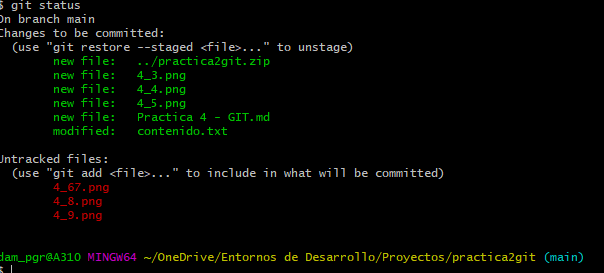 $ git status
On branch main
Changes to be committed:
  (use "git restore --staged <file>..." to unstage)
        new file:   ../practica2git.zip
        new file:   4_3.png
        new file:   4_4.png
        new file:   4_5.png
        new file:   Practica 4 - GIT.md
        modified:   contenido.txt

Untracked files:
  (use "git add <file>..." to include in what will be committed)
        4_67.png
        4_8.png
        4_9.png

dam_pgr@A310 MINGW64 ~/OneDrive/Entornos de Desarrollo/Proyectos/practica2git (main)
$